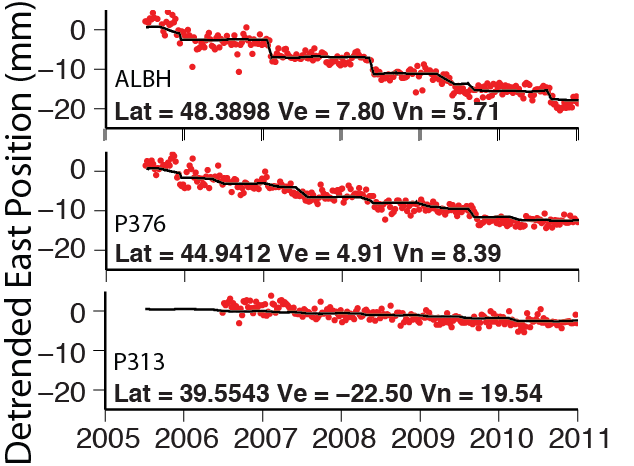 Detrended East Position (mm)
0
−10
−20
ALBH
Lat = 48.3898 Ve = 7.80 Vn = 5.71
0
−10
−20
P376
Lat = 44.9412 Ve = 4.91 Vn = 8.39
0
−10
−20
P313
Lat = 39.5543 Ve = −22.50 Vn = 19.54
2005 2006 2007 2008 2009 2010 2011